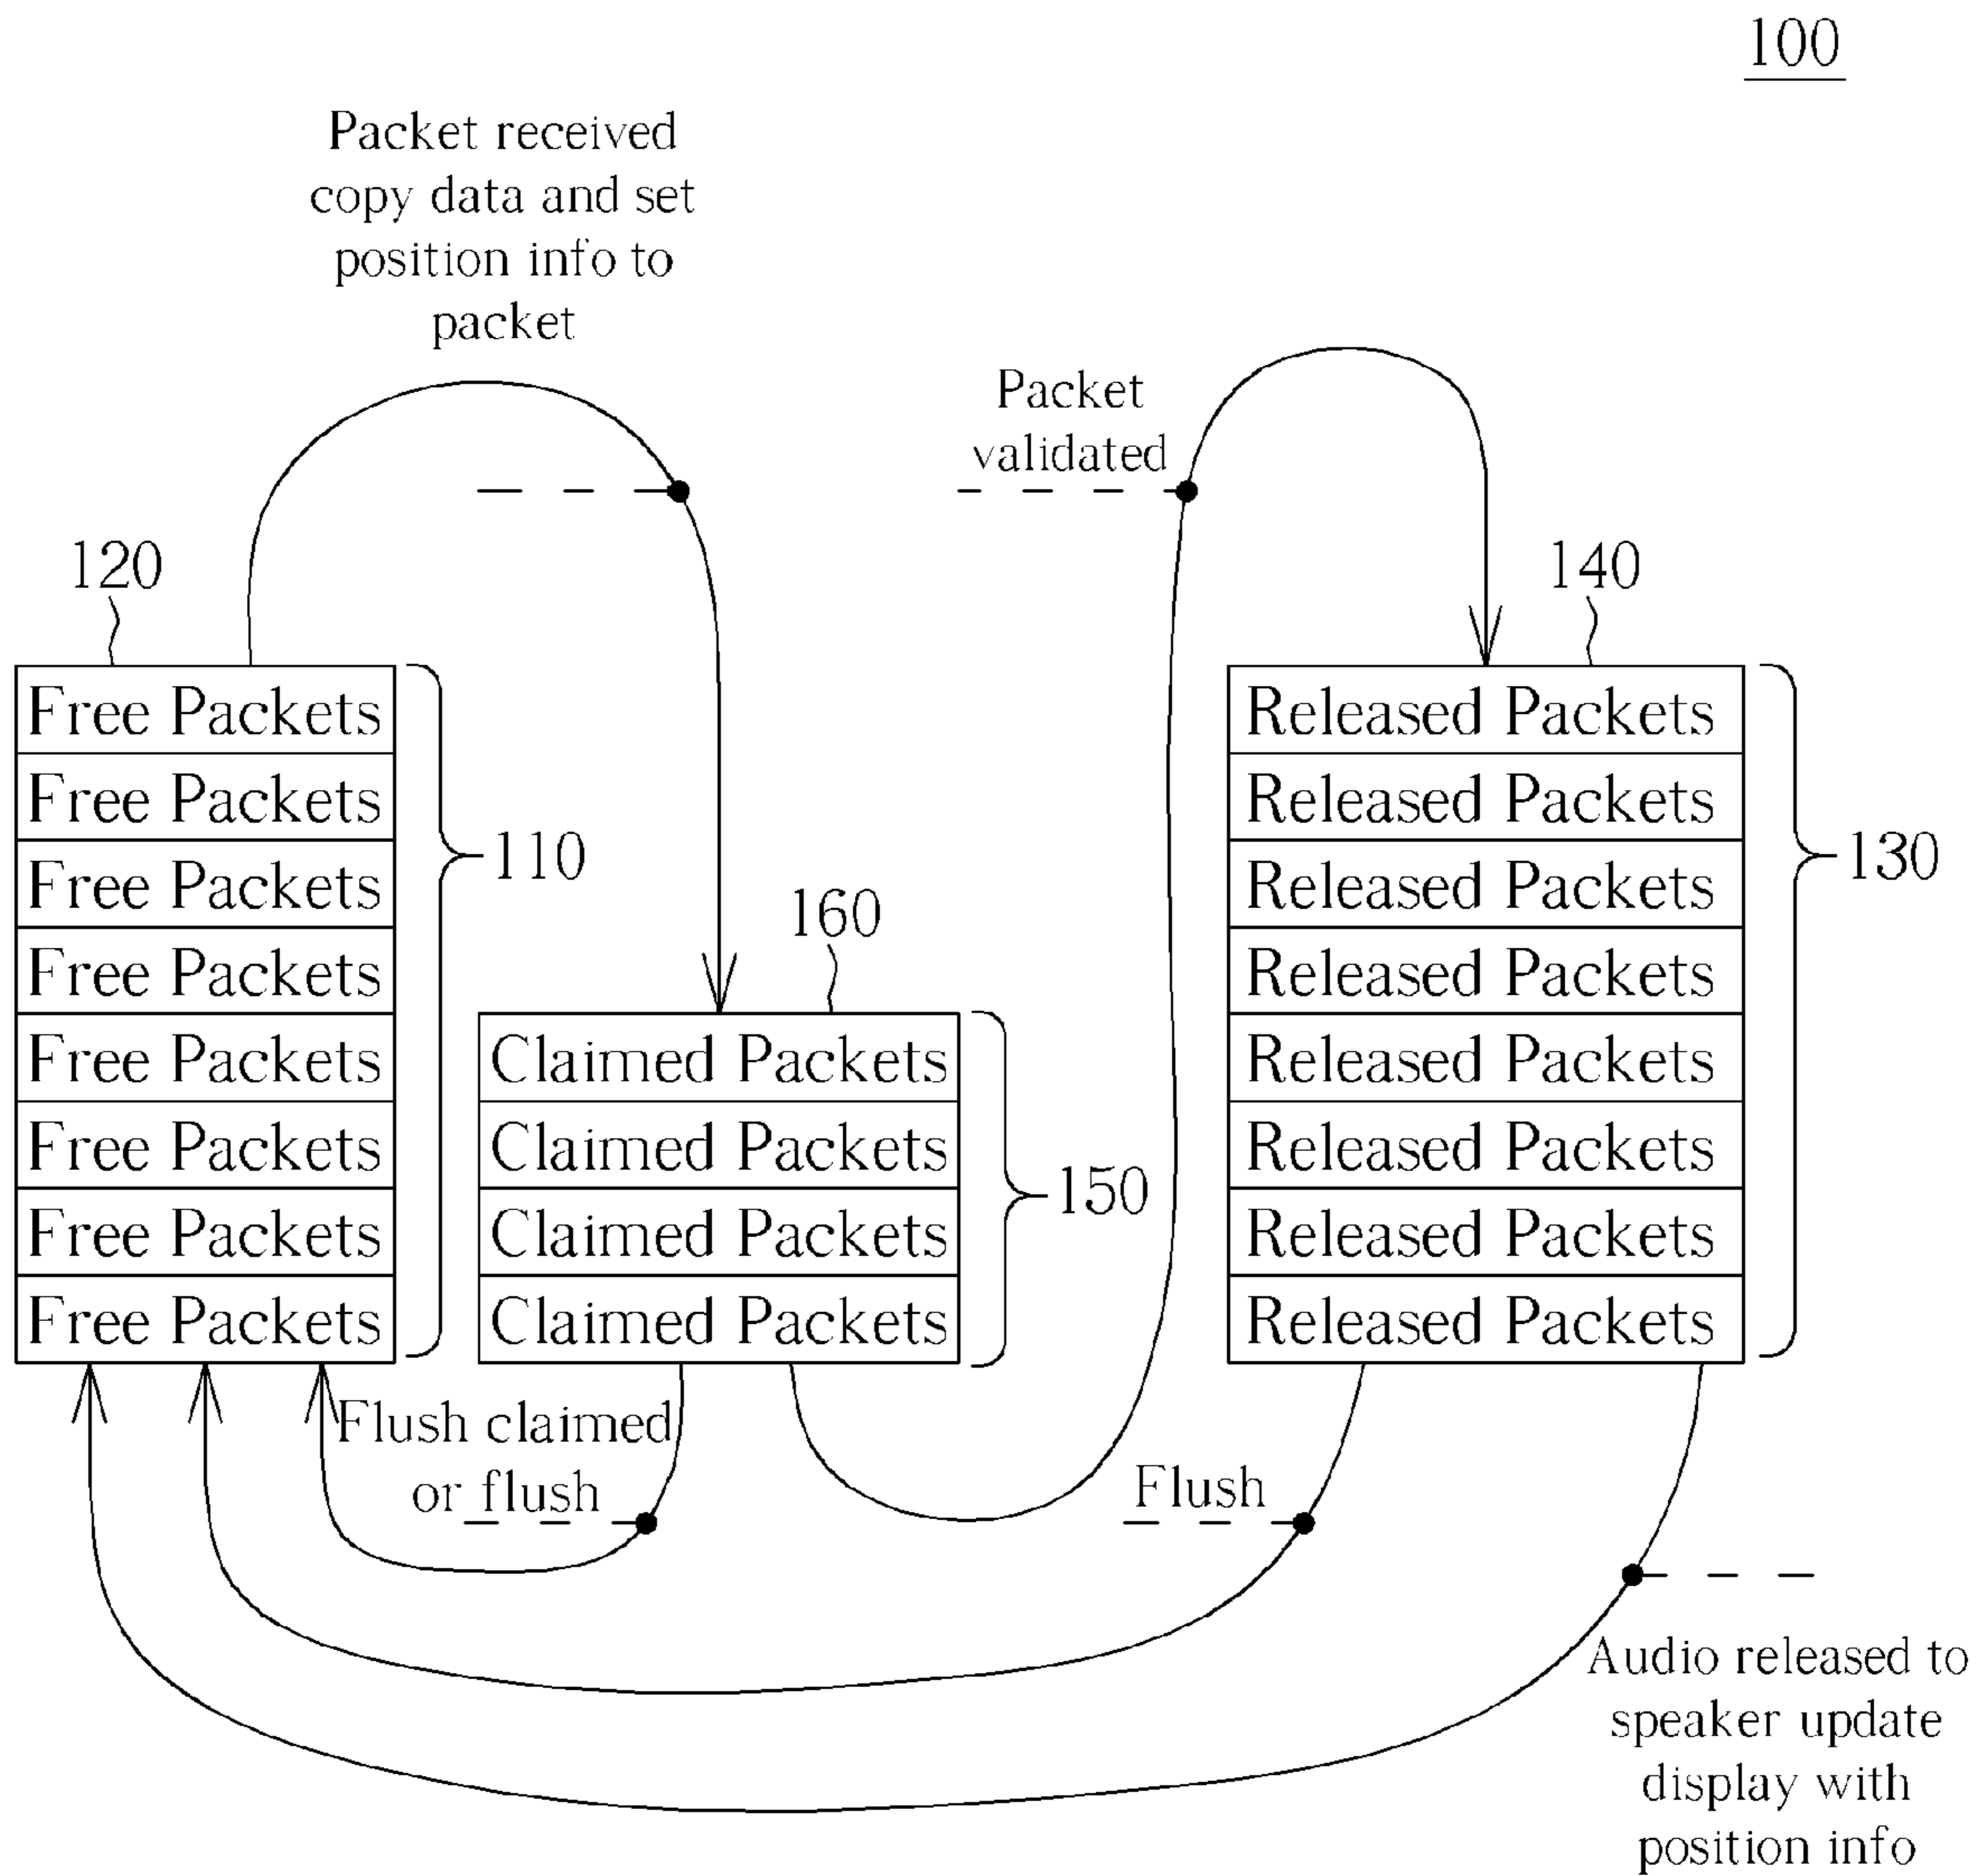 100
Packet received
copy data and set
position info to
packet
Packet
validated
120
140
Free Packets
Free Packets
Free Packets
Free Packets
Free Packets
Free Packets
Free Packets
Free Packets
110
160
Claimed Packets
Claimed Packets
Claimed Packets
Claimed Packets
150
Released Packets
Released Packets
Released Packets
Released Packets
Released Packets
Released Packets
Released Packets
Released Packets
130
Flush claimed
or flush
Flush
Audio released to
speaker update
display with
position info